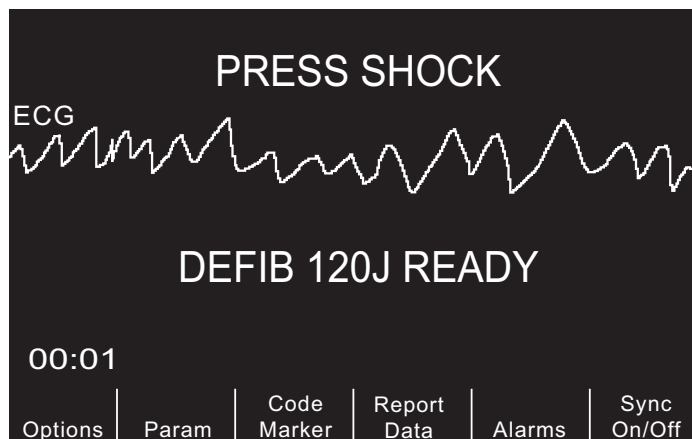 PRESS SHOCK
ECG
DEFIB 120J READY
00:01
Options
Param
Code
Marker
Report
Data
Alarms
Sync
On/Off